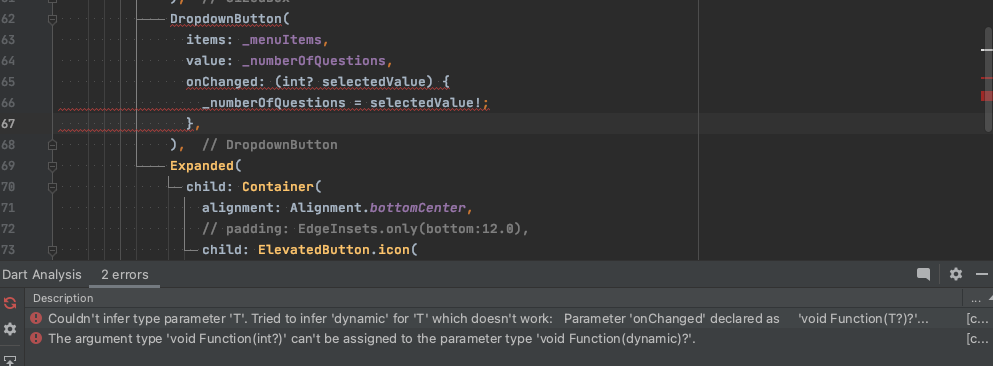 ), // SizedBox
62 DropdownButton(
63 items: _menuItems,
64 value: _numberOfQuestions,
65 onChanged: (int? selectedValue) {
66 _numberOfQuestions = selectedValue!;
67 },
68 ), // DropdownButton
69 Expanded(
70 child: Container(
71 alignment: Alignment.bottomCenter,
72 // padding: EdgeInsets.only(bottom:12.0),
73 child: ElevatedButton.icon(
Dart Analysis 2 errors
Description ...
Couldn't infer type parameter 'T'. Tried to infer 'dynamic' for 'T' which doesn't work: Parameter 'onChanged' declared as 'void Function(T?)?'... [c...
The argument type 'void Function(int?)' can't be assigned to the parameter type 'void Function(dynamic)?'. [c...